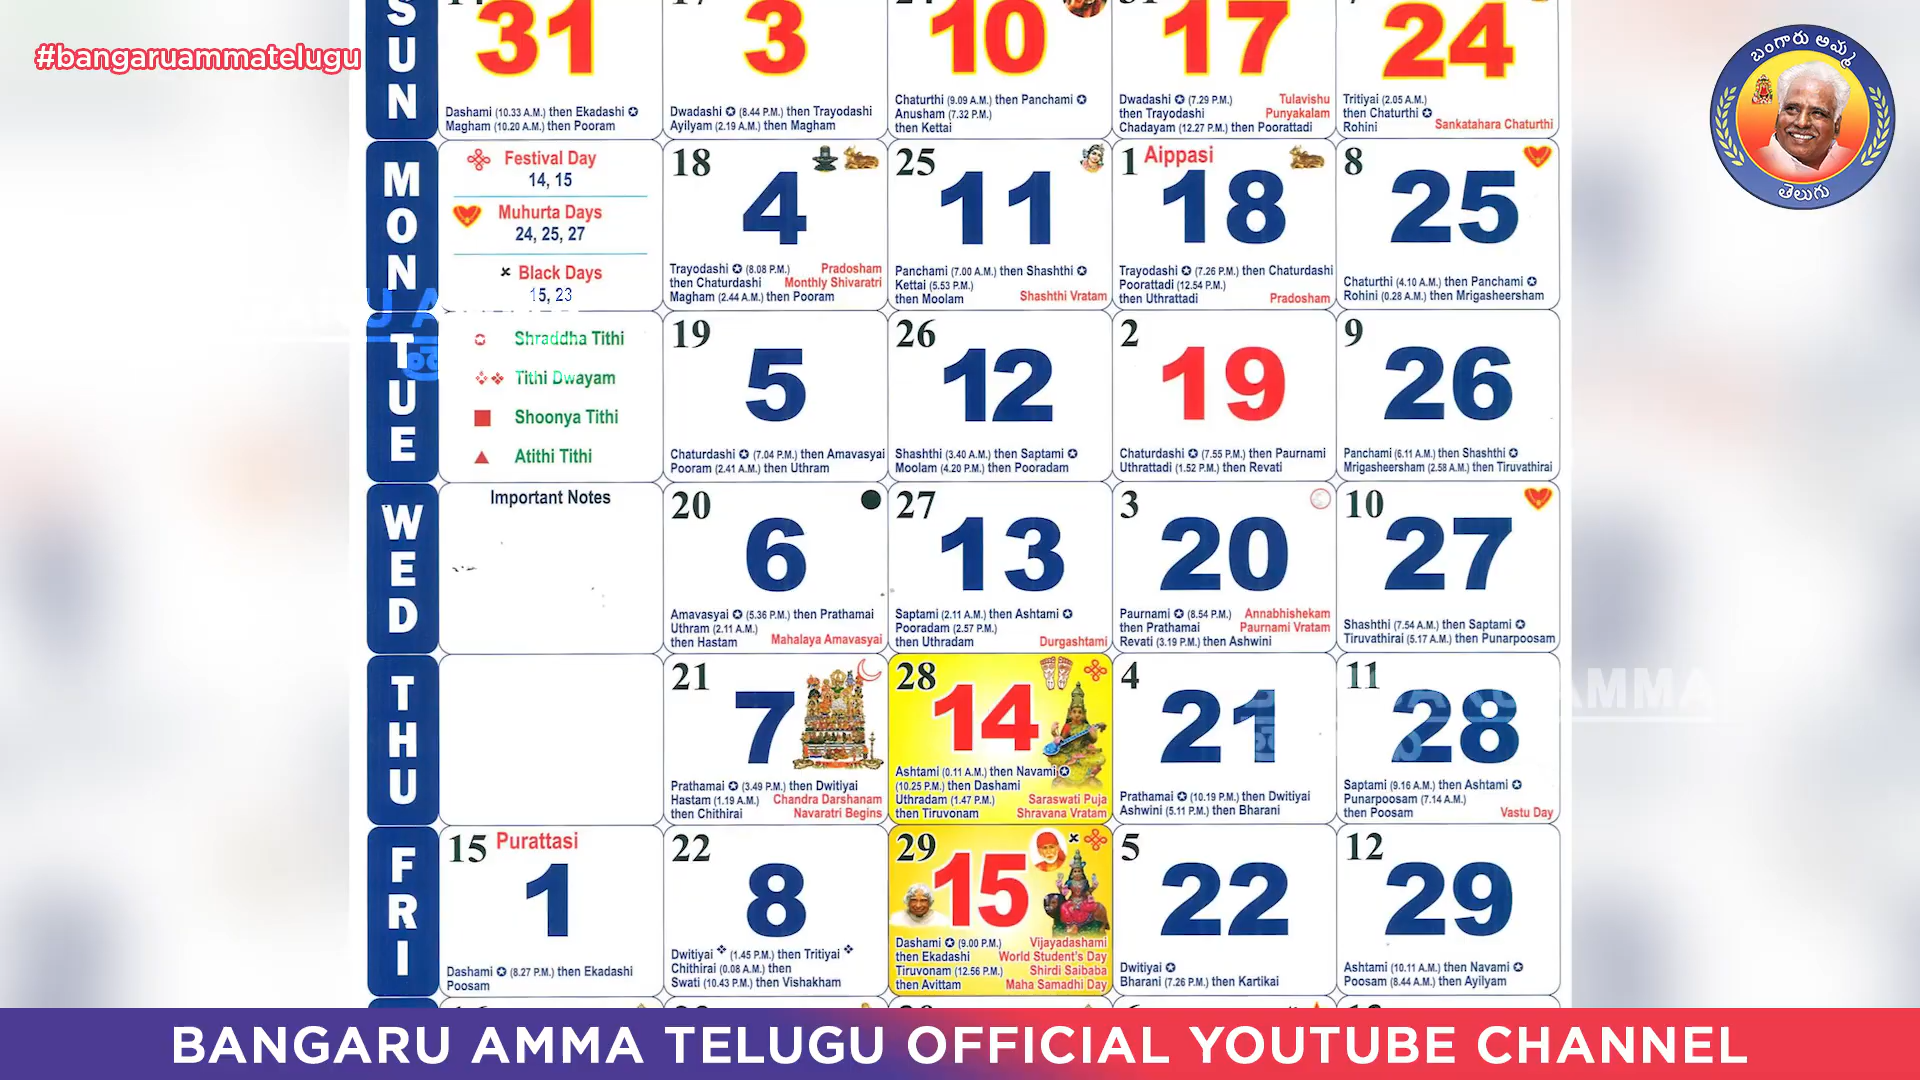 #bangaruammatelugu
బంగారు అమ్మ
తెలుగు
SUN
31
Dashami (10.33 A.M.) then Ekadashi ✪
Magham (10.20 A.M.) then Pooram
3
Dwadashi ✪ (8.44 P.M.) then Trayodashi
Ayilyam (2.19 A.M.) then Magham
10
Chaturthi (9.09 A.M.) then Panchami ✪
Anusham (7.32 P.M.)
then Kettai
17
Dwadashi ✪ (7.29 P.M.) Tulavishu
then Trayodashi Punyakalam
Chadayam (12.27 P.M.) then Poorattadi
24
Tritiyai (2.05 A.M.)
then Chaturthi ✪
Rohini Sankatahara Chaturthi
MON
Festival Day
14, 15
Muhurta Days
24, 25, 27
Black Days
15, 23
18
4
Trayodashi ✪ (8.08 P.M.) Pradosham
then Chaturdashi Monthly Shivaratri
Magham (2.44 A.M.) then Pooram
25
11
Panchami (7.00 A.M.) then Shashthi ✪
Kettai (5.53 P.M.)
then Moolam Shashthi Vratam
1 Aippasi
18
Trayodashi ✪ (7.26 P.M.) then Chaturdashi
Poorattadi (12.54 P.M.)
then Uthrattadi Pradosham
8
25
Chaturthi (4.10 A.M.) then Panchami ✪
Rohini (0.28 A.M.) then Mrigasheersham
TUE
Shraddha Tithi
Tithi Dwayam
Shoonya Tithi
Atithi Tithi
19
5
Chaturdashi ✪ (7.04 P.M.) then Amavasyai
Pooram (2.41 A.M.) then Uthram
26
12
Shashthi (3.40 A.M.) then Saptami ✪
Moolam (4.20 P.M.) then Pooradam
2
19
Chaturdashi ✪ (7.55 P.M.) then Paurnami
Uthrattadi (1.52 P.M.) then Revati
9
26
Panchami (6.11 A.M.) then Shashthi ✪
Mrigasheersham (2.58 A.M.) then Tiruvathirai
WED
Important Notes
20
6
Amavasyai ✪ (5.36 P.M.) then Prathamai
Uthram (2.11 A.M.)
then Hastam Mahalaya Amavasyai
27
13
Saptami (2.11 A.M.) then Ashtami ✪
Pooradam (2.57 P.M.)
then Uthradam Durgashtami
3
20
Paurnami ✪ (8.54 P.M.) Annabhishekam
then Prathamai Paurnami Vratam
Revati (3.19 P.M.) then Ashwini
10
27
Shashthi (7.54 A.M.) then Saptami ✪
Tiruvathirai (5.17 A.M.) then Punarpoosam
THU
21
7
Prathamai ✪ (3.49 P.M.) then Dwitiyai
Hastam (1.19 A.M.) Chandra Darshanam
then Chithirai Navaratri Begins
28
14
Ashtami (0.11 A.M.) then Navami ✪
(10.25 P.M.) then Dashami
Uthradam (1.47 P.M.) Saraswati Puja
then Tiruvonam Shravana Vratam
4
21
Prathamai ✪ (10.19 P.M.) then Dwitiyai
Ashwini (5.11 P.M.) then Bharani
11
28
Saptami (9.16 A.M.) then Ashtami ✪
Punarpoosam (7.14 A.M.)
then Poosam Vastu Day
FRI
15 Purattasi
1
Dashami ✪ (8.27 P.M.) then Ekadashi
Poosam
22
8
Dwitiyai (1.45 P.M.) then Tritiyai
Chithirai (0.08 A.M.) then
Swati (10.43 P.M.) then Vishakham
29
15
Dashami ✪ (9.00 P.M.) Vijayadashami
then Ekadashi World Student's Day
Tiruvonam (12.56 P.M.) Shirdi Saibaba
then Avittam Maha Samadhi Day
5
22
Dwitiyai ✪
Bharani (7.26 P.M.) then Kartikai
12
29
Ashtami (10.11 A.M.) then Navami ✪
Poosam (8.44 A.M.) then Ayilyam
BANGARU AMMA TELUGU OFFICIAL YOUTUBE CHANNEL